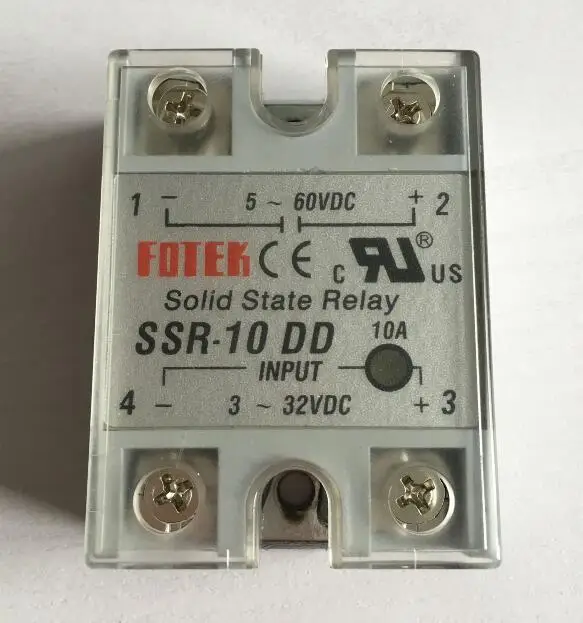 1 − 5 ~ 60VDC + 2
FOTEK CE c RU ® US
Solid State Relay
SSR-10 DD 10A
INPUT
4 − 3 ~ 32VDC + 3